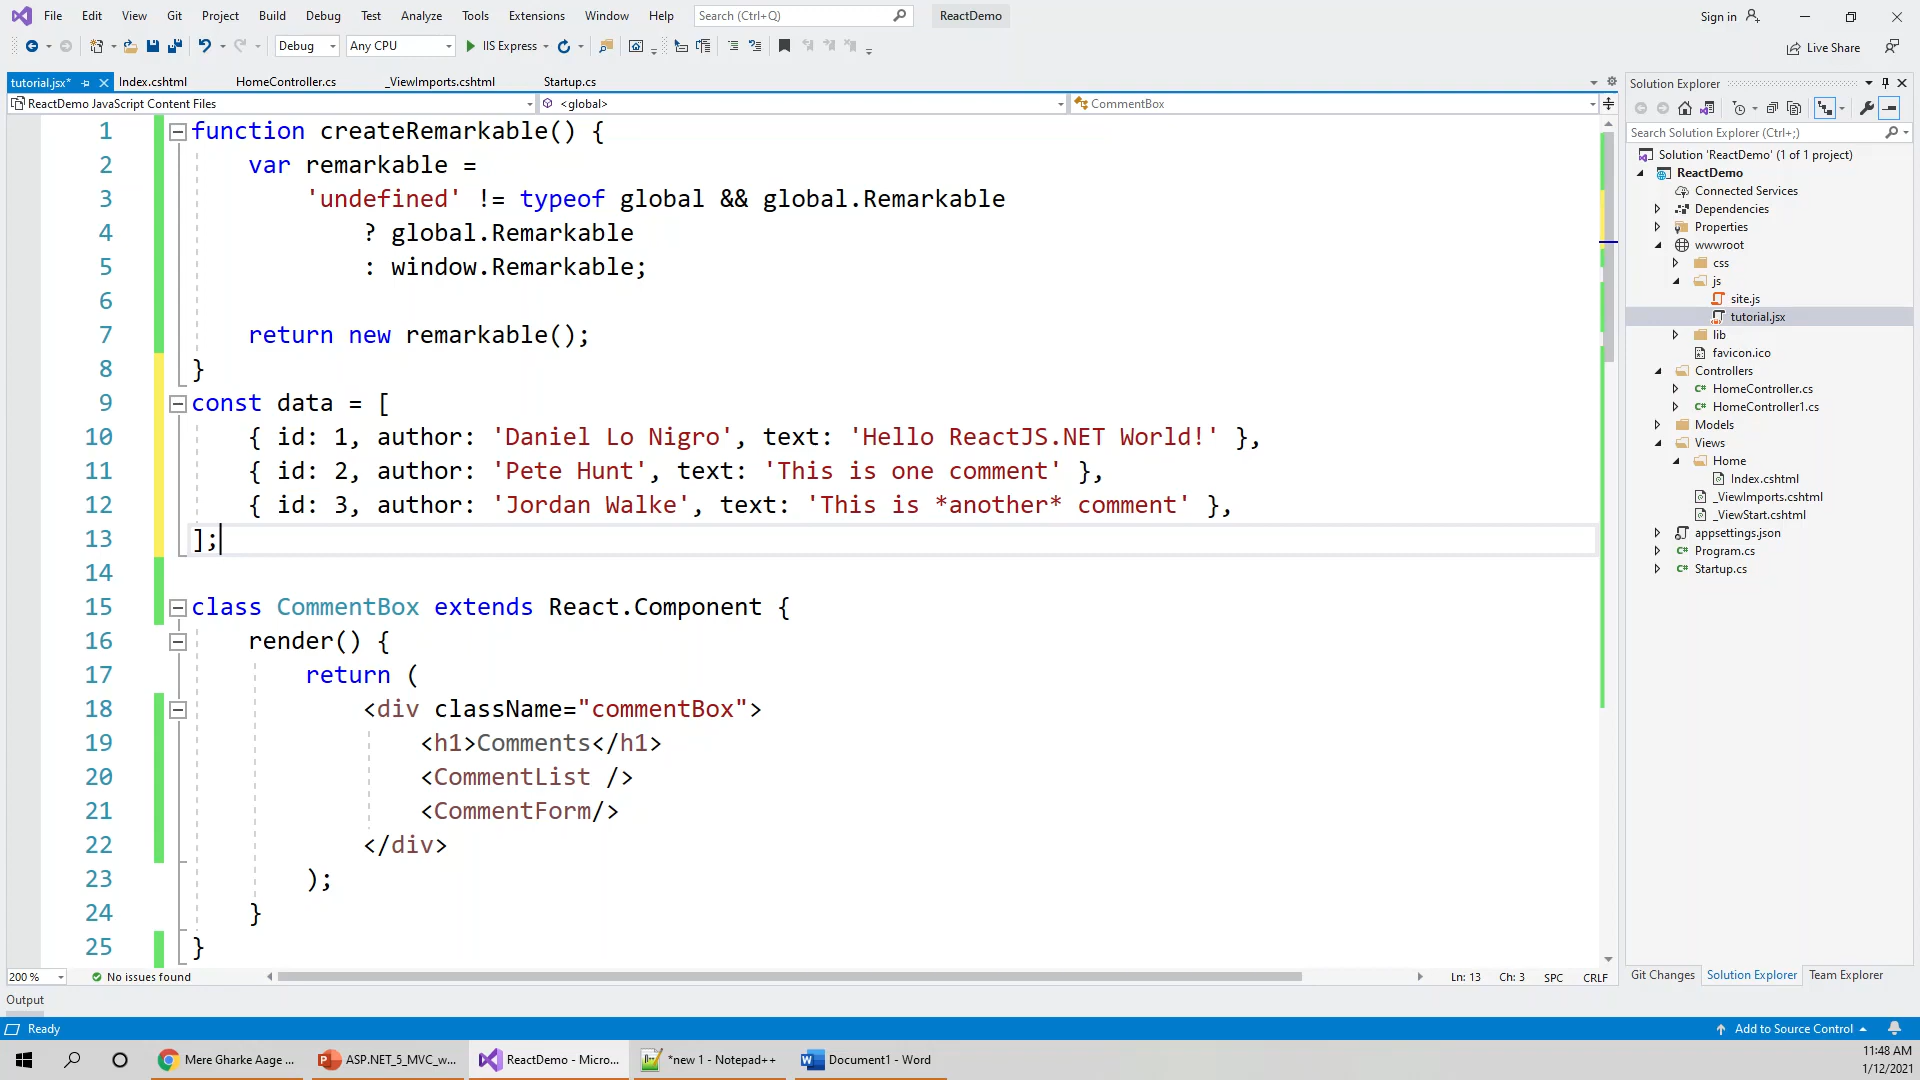 File Edit View Git Project Build Debug Test Analyze Tools Extensions Window Help Search (Ctrl+Q) ReactDemo Sign in
Debug Any CPU IIS Express Live Share
tutorial.jsx* Index.cshtml HomeController.cs _ViewImports.cshtml Startup.cs
ReactDemo JavaScript Content Files <global> CommentBox
1 function createRemarkable() {
2 var remarkable =
3 'undefined' != typeof global && global.Remarkable
4 ? global.Remarkable
5 : window.Remarkable;
6
7 return new remarkable();
8 }
9 const data = [
10 { id: 1, author: 'Daniel Lo Nigro', text: 'Hello ReactJS.NET World!' },
11 { id: 2, author: 'Pete Hunt', text: 'This is one comment' },
12 { id: 3, author: 'Jordan Walke', text: 'This is *another* comment' },
13 ];
14
15 class CommentBox extends React.Component {
16 render() {
17 return (
18 <div className="commentBox">
19 <h1>Comments</h1>
20 <CommentList />
21 <CommentForm/>
22 </div>
23 );
24 }
25 }
200 % No issues found Ln: 13 Ch: 3 SPC CRLF
Solution Explorer
Search Solution Explorer (Ctrl+;)
Solution 'ReactDemo' (1 of 1 project)
ReactDemo
Connected Services
Dependencies
Properties
wwwroot
css
js
site.js
tutorial.jsx
lib
favicon.ico
Controllers
HomeController.cs
HomeController1.cs
Models
Views
Home
Index.cshtml
_ViewImports.cshtml
_ViewStart.cshtml
appsettings.json
Program.cs
Startup.cs
Git Changes Solution Explorer Team Explorer
Output
Ready Add to Source Control
Mere Gharke Aage ... ASP.NET_5_MVC_w... ReactDemo - Micro... *new 1 - Notepad++ Document1 - Word
11:48 AM
1/12/2021